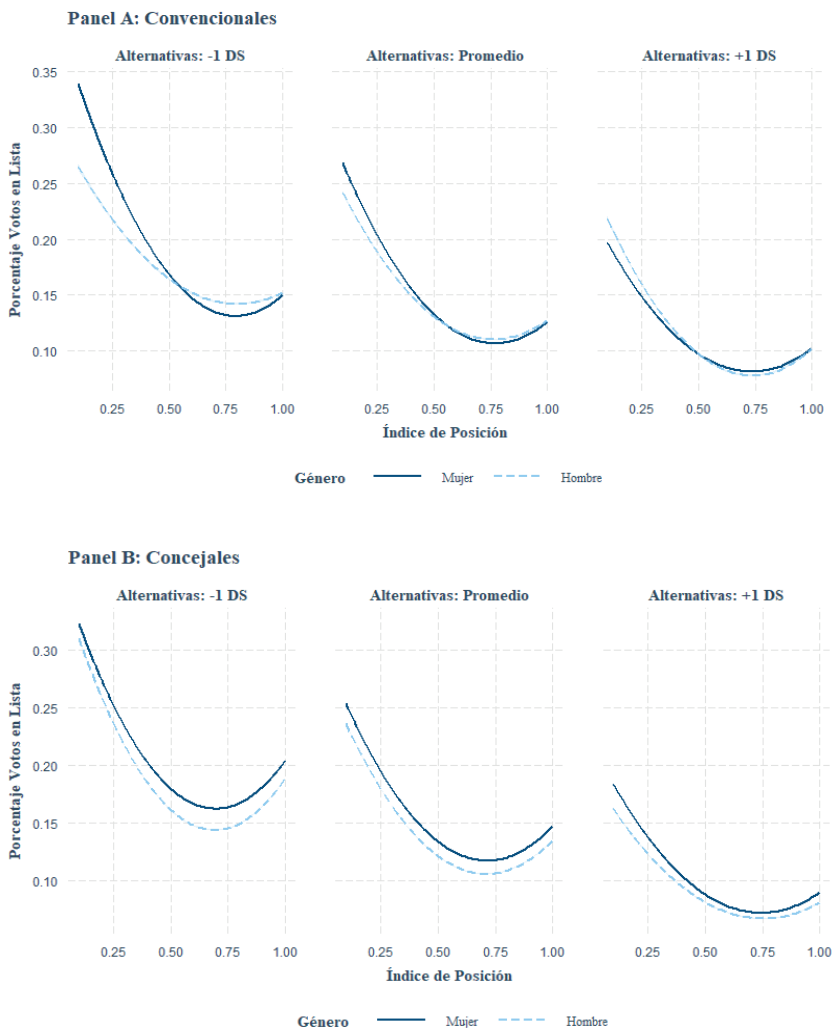 Panel A: Convencionales
Alternativas: -1 DS Alternativas: Promedio Alternativas: +1 DS
Porcentaje Votos en Lista
0.35
0.30
0.25
0.20
0.15
0.10
0.25 0.50 0.75 1.00 0.25 0.50 0.75 1.00 0.25 0.50 0.75 1.00
Índice de Posición
Género Mujer Hombre
Panel B: Concejales
Alternativas: -1 DS Alternativas: Promedio Alternativas: +1 DS
Porcentaje Votos en Lista
0.30
0.25
0.20
0.15
0.10
0.25 0.50 0.75 1.00 0.25 0.50 0.75 1.00 0.25 0.50 0.75 1.00
Índice de Posición
Género Mujer Hombre